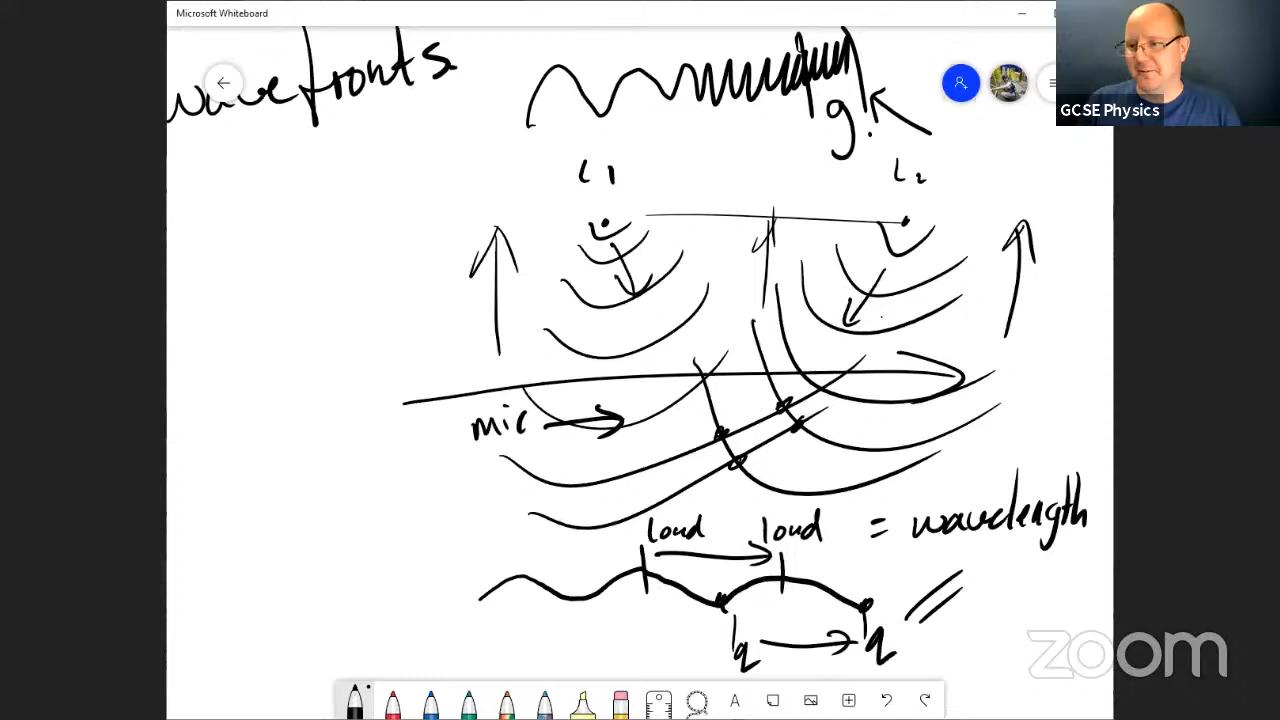 Microsoft Whiteboard
wavefronts
GCSE Physics
g
L1
L2
mic
loud loud = wavelength
q q
zoom
A